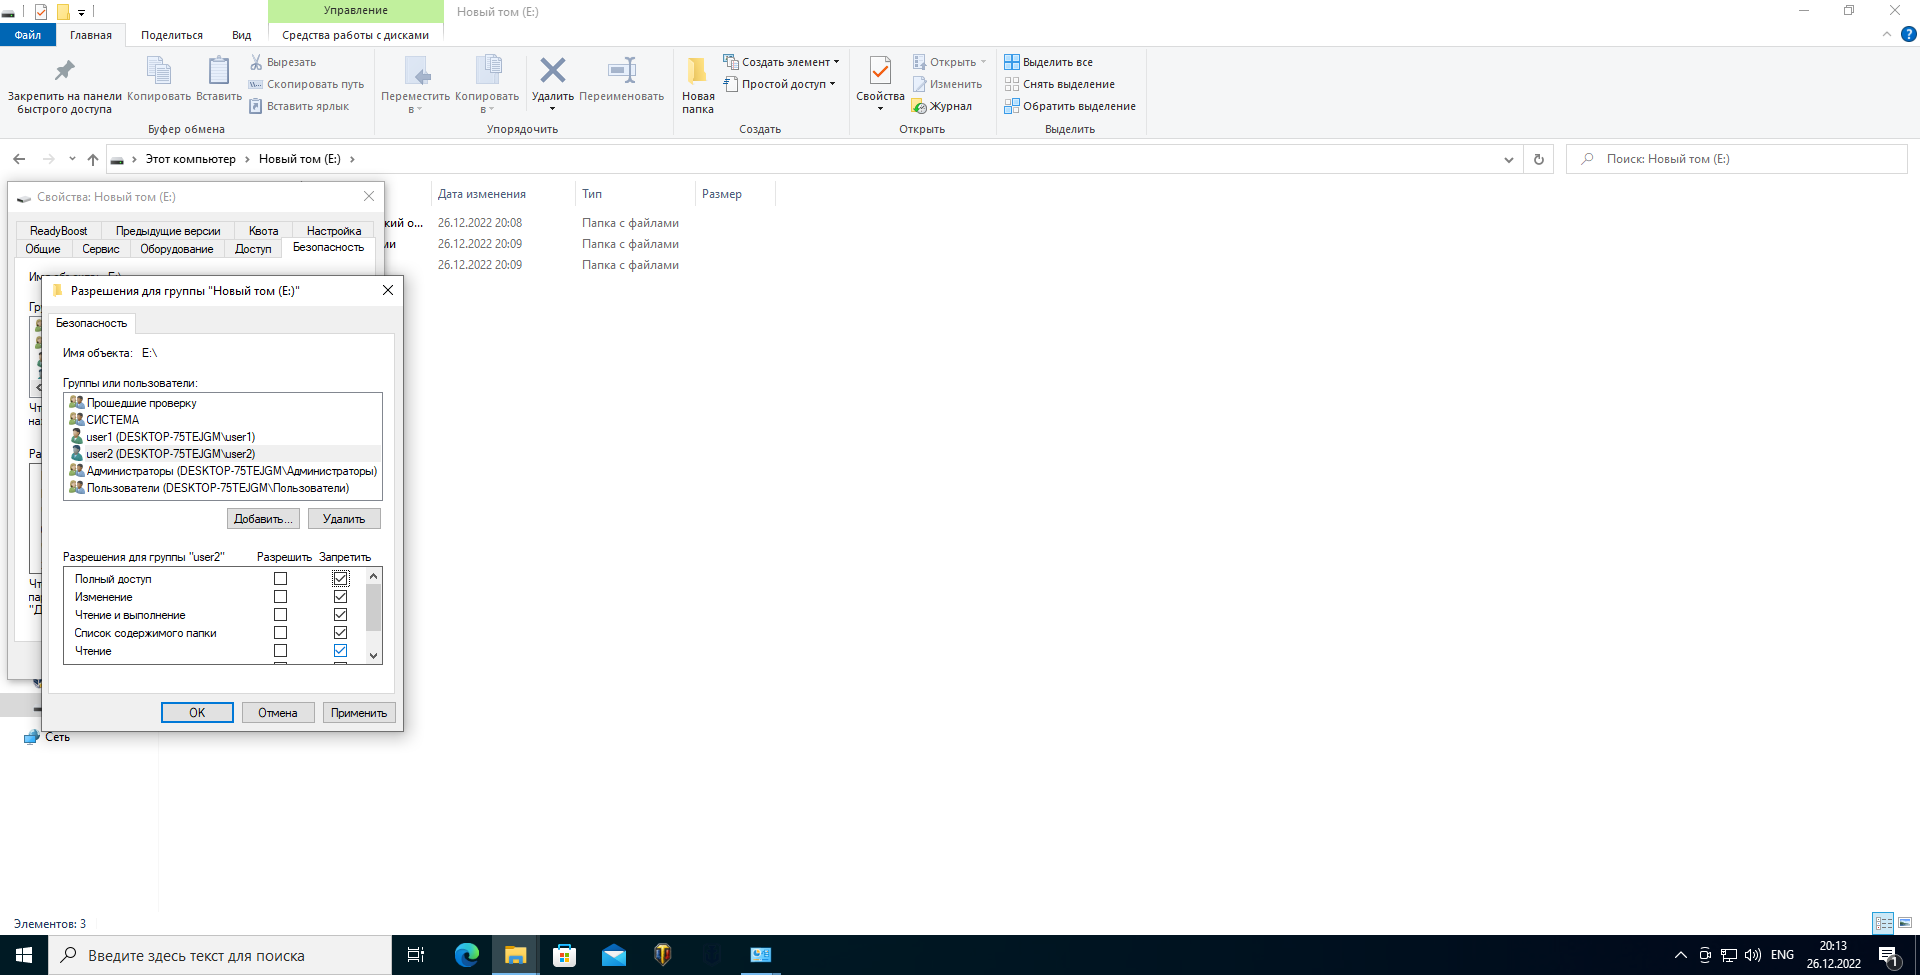 Управление
Новый том (E:)
Файл
Главная
Поделиться
Вид
Средства работы с дисками
Закрепить на панели
быстрого доступа
Копировать
Вставить
Вырезать
Скопировать путь
Вставить ярлык
Переместить
в
Копировать
в
Удалить
Переименовать
Новая
папка
Создать элемент
Простой доступ
Свойства
Открыть
Изменить
Журнал
Выделить все
Снять выделение
Обратить выделение
Буфер обмена
Упорядочить
Создать
Открыть
Выделить
Этот компьютер
Новый том (E:)
Поиск: Новый том (E:)
Свойства: Новый том (E:)
Дата изменения
Тип
Размер
кий о...
26.12.2022 20:08
Папка с файлами
ми
26.12.2022 20:09
Папка с файлами
26.12.2022 20:09
Папка с файлами
ReadyBoost
Предыдущие версии
Квота
Настройка
Общие
Сервис
Оборудование
Доступ
Безопасность
Разрешения для группы "Новый том (E:)"
Безопасность
Имя объекта: E:\
Группы или пользователи:
Прошедшие проверку
СИСТЕМА
user1 (DESKTOP-75TEJGM\user1)
user2 (DESKTOP-75TEJGM\user2)
Администраторы (DESKTOP-75TEJGM\Администраторы)
Пользователи (DESKTOP-75TEJGM\Пользователи)
Добавить...
Удалить
Разрешения для группы "user2"
Разрешить
Запретить
Полный доступ
Изменение
Чтение и выполнение
Список содержимого папки
Чтение
OK
Отмена
Применить
Сеть
Элементов: 3
Введите здесь текст для поиска
ENG
20:13
26.12.2022
1